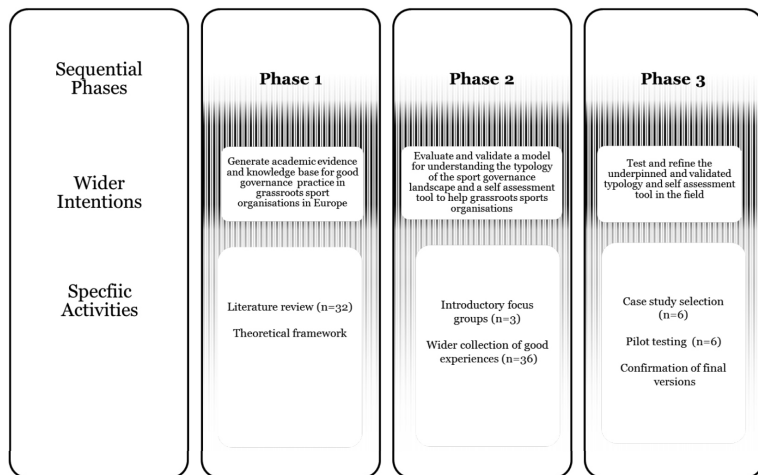 Sequential
Phases
Phase 1
Phase 2
Phase 3
Wider
Intentions
Generate academic evidence
and knowledge base for good
governance practice in
grassroots sport
organisations in Europe
Evaluate and validate a model
for understanding the typology
of the sport governance
landscape and a self assessment
tool to help grassroots sports
organisations
Test and refine the
underpinned and validated
typology and self assessment
tool in the field
Specfiic
Activities
Literature review (n=32)
Theoretical framework
Introductory focus
groups (n=3)
Wider collection of good
experiences (n=36)
Case study selection
(n=6)
Pilot testing (n=6)
Confirmation of final
versions